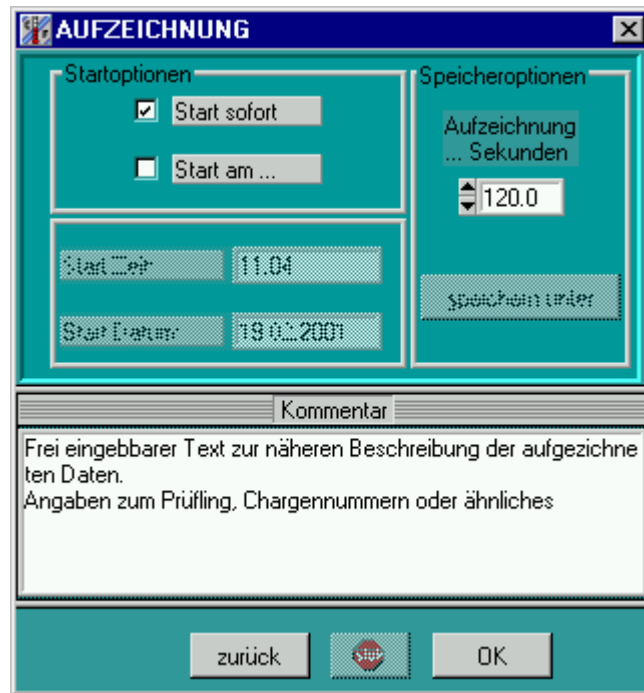 AUFZEICHNUNG
Startoptionen
Start sofort
Start am ...
Speicheroptionen
Aufzeichnung
... Sekunden
120.0
Start Zeit
11:04
Start Datum
2001
speichern unter
Kommentar
Frei eingebbarer Text zur näheren Beschreibung der aufgezichne
ten Daten.
Angaben zum Prüfling, Chargennummern oder ähnliches
zurück
STOP
OK